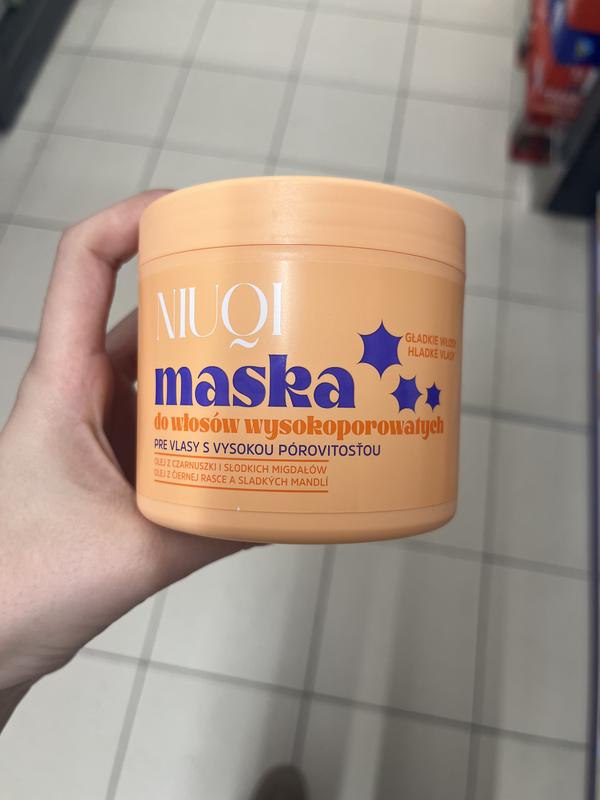 NIUQI
maska
GŁADKIE WŁOSY
HLADKÉ VLASY
do włosów wysokoporowatych
PRE VLASY S VYSOKOU PÓROVITOSŤOU
OLEJ Z CZARNUSZKI I SŁODKICH MIGDAŁÓW
OLEJ Z ČIERNEJ RASCE A SLADKÝCH MANDLÍ